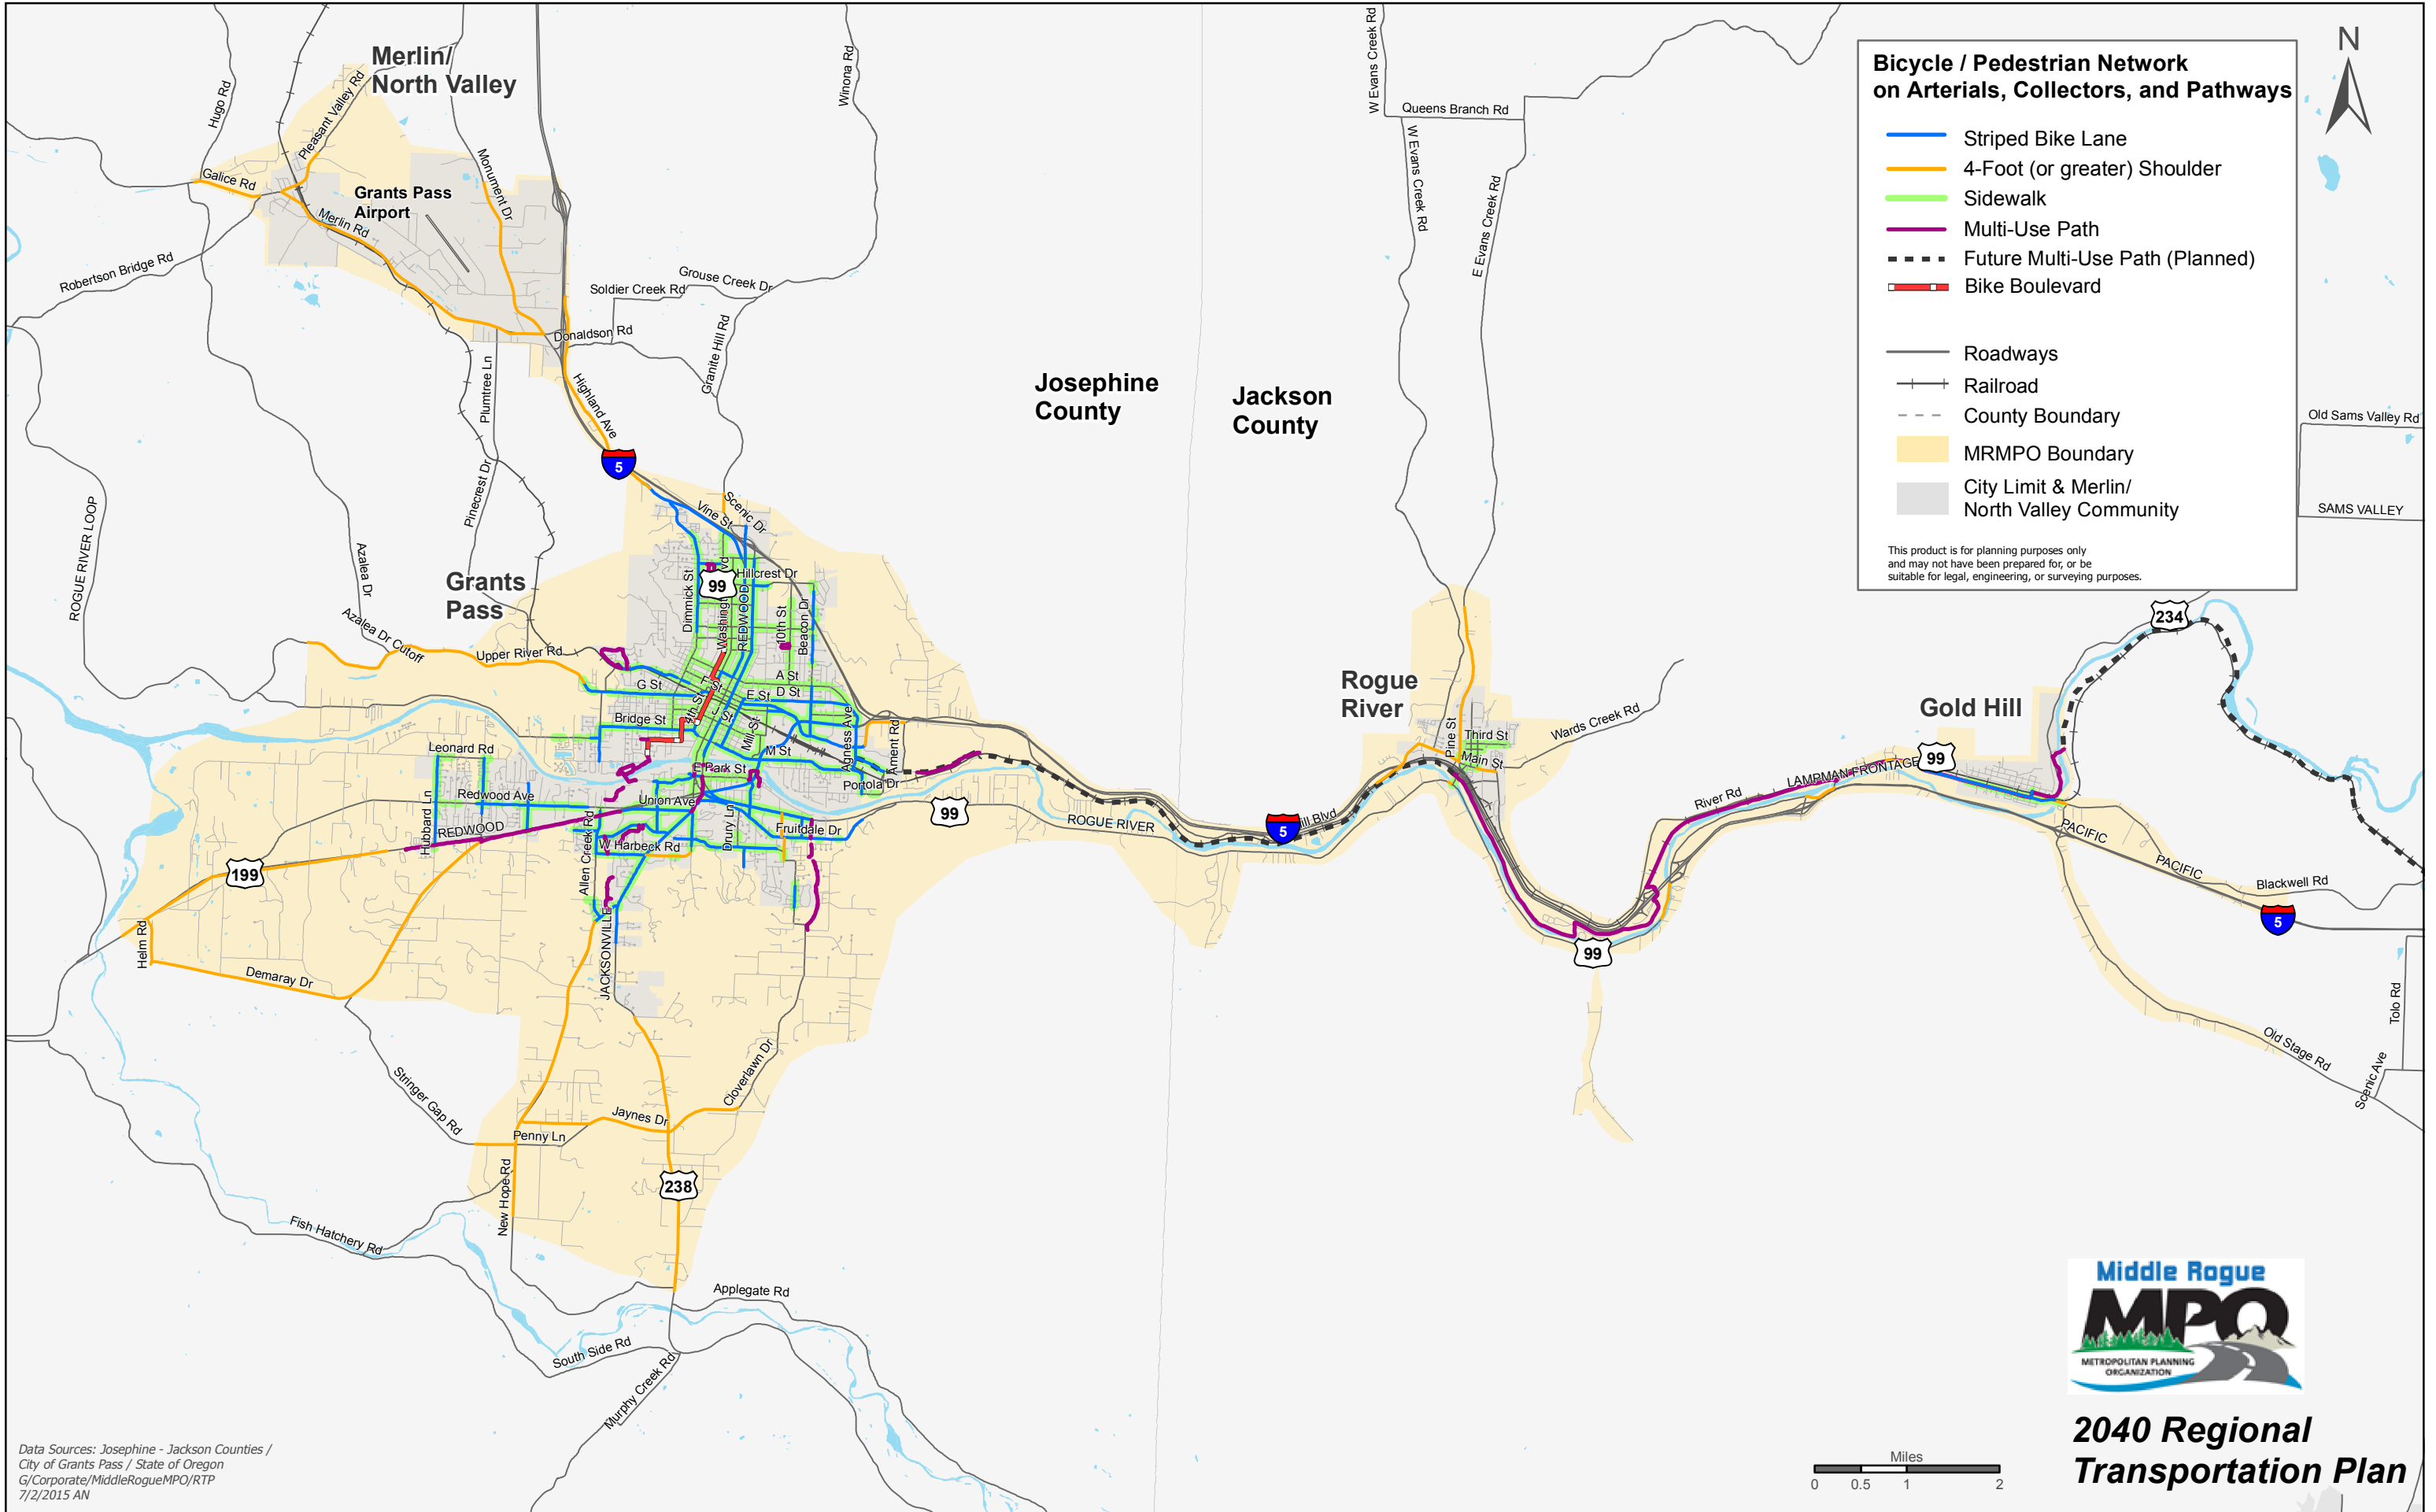 Merlin/
North Valley
Hugo Rd
Pleasant Valley Rd
Galice Rd
Monument Dr
Grants Pass
Airport
Merlin Rd
Robertson Bridge Rd
Winona Rd
Grouse Creek Dr
Soldier Creek Rd
Donaldson Rd
Granite Hill Rd
Plumtree Ln
Highland Ave
5
Pinecrest Dr
ROGUE RIVER LOOP
Azalea Dr
Azalea Dr Cutoff
Upper River Rd
Grants
Pass
Vine St
Scenic Dr
99
Hillcrest Dr
Dimmick St
REDWOOD
10th St
Beacon Dr
A St
G St
F St
E St
D St
4th St
L St
Bridge St
Mill St
M St
Agness Ave
Ament Rd
Portola Dr
Leonard Rd
Redwood Ave
E Park St
Union Ave
Hubbard Ln
REDWOOD
Allen Creek Rd
W Harbeck Rd
Drury Ln
Fruitdale Dr
99
ROGUE RIVER
199
Helm Rd
Demaray Dr
JACKSONVILLE
Stringer Gap Rd
Cloverlawn Dr
Jaynes Dr
Penny Ln
New Hope Rd
238
Fish Hatchery Rd
Applegate Rd
South Side Rd
Murphy Creek Rd
Josephine
County
Jackson
County
W Evans Creek Rd
Queens Branch Rd
W Evans Creek Rd
E Evans Creek Rd
Rogue
River
Pine St
Third St
Main St
Wards Creek Rd
5
99
River Rd
LAMPMAN FRONTAGE
99
Gold Hill
234
PACIFIC
PACIFIC
Blackwell Rd
5
Old Stage Rd
Tolo Rd
Scenic Ave
Old Sams Valley Rd
SAMS VALLEY
N
Bicycle / Pedestrian Network
on Arterials, Collectors, and Pathways
Striped Bike Lane
4-Foot (or greater) Shoulder
Sidewalk
Multi-Use Path
Future Multi-Use Path (Planned)
Bike Boulevard
Roadways
Railroad
County Boundary
MRMPO Boundary
City Limit & Merlin/
North Valley Community
This product is for planning purposes only
and may not have been prepared for, or be
suitable for legal, engineering, or surveying purposes.
Middle Rogue
MPO
METROPOLITAN PLANNING
ORGANIZATION
2040 Regional
Transportation Plan
Miles
0 0.5 1 2
Data Sources: Josephine - Jackson Counties /
City of Grants Pass / State of Oregon
G/Corporate/MiddleRogueMPO/RTP
7/2/2015 AN